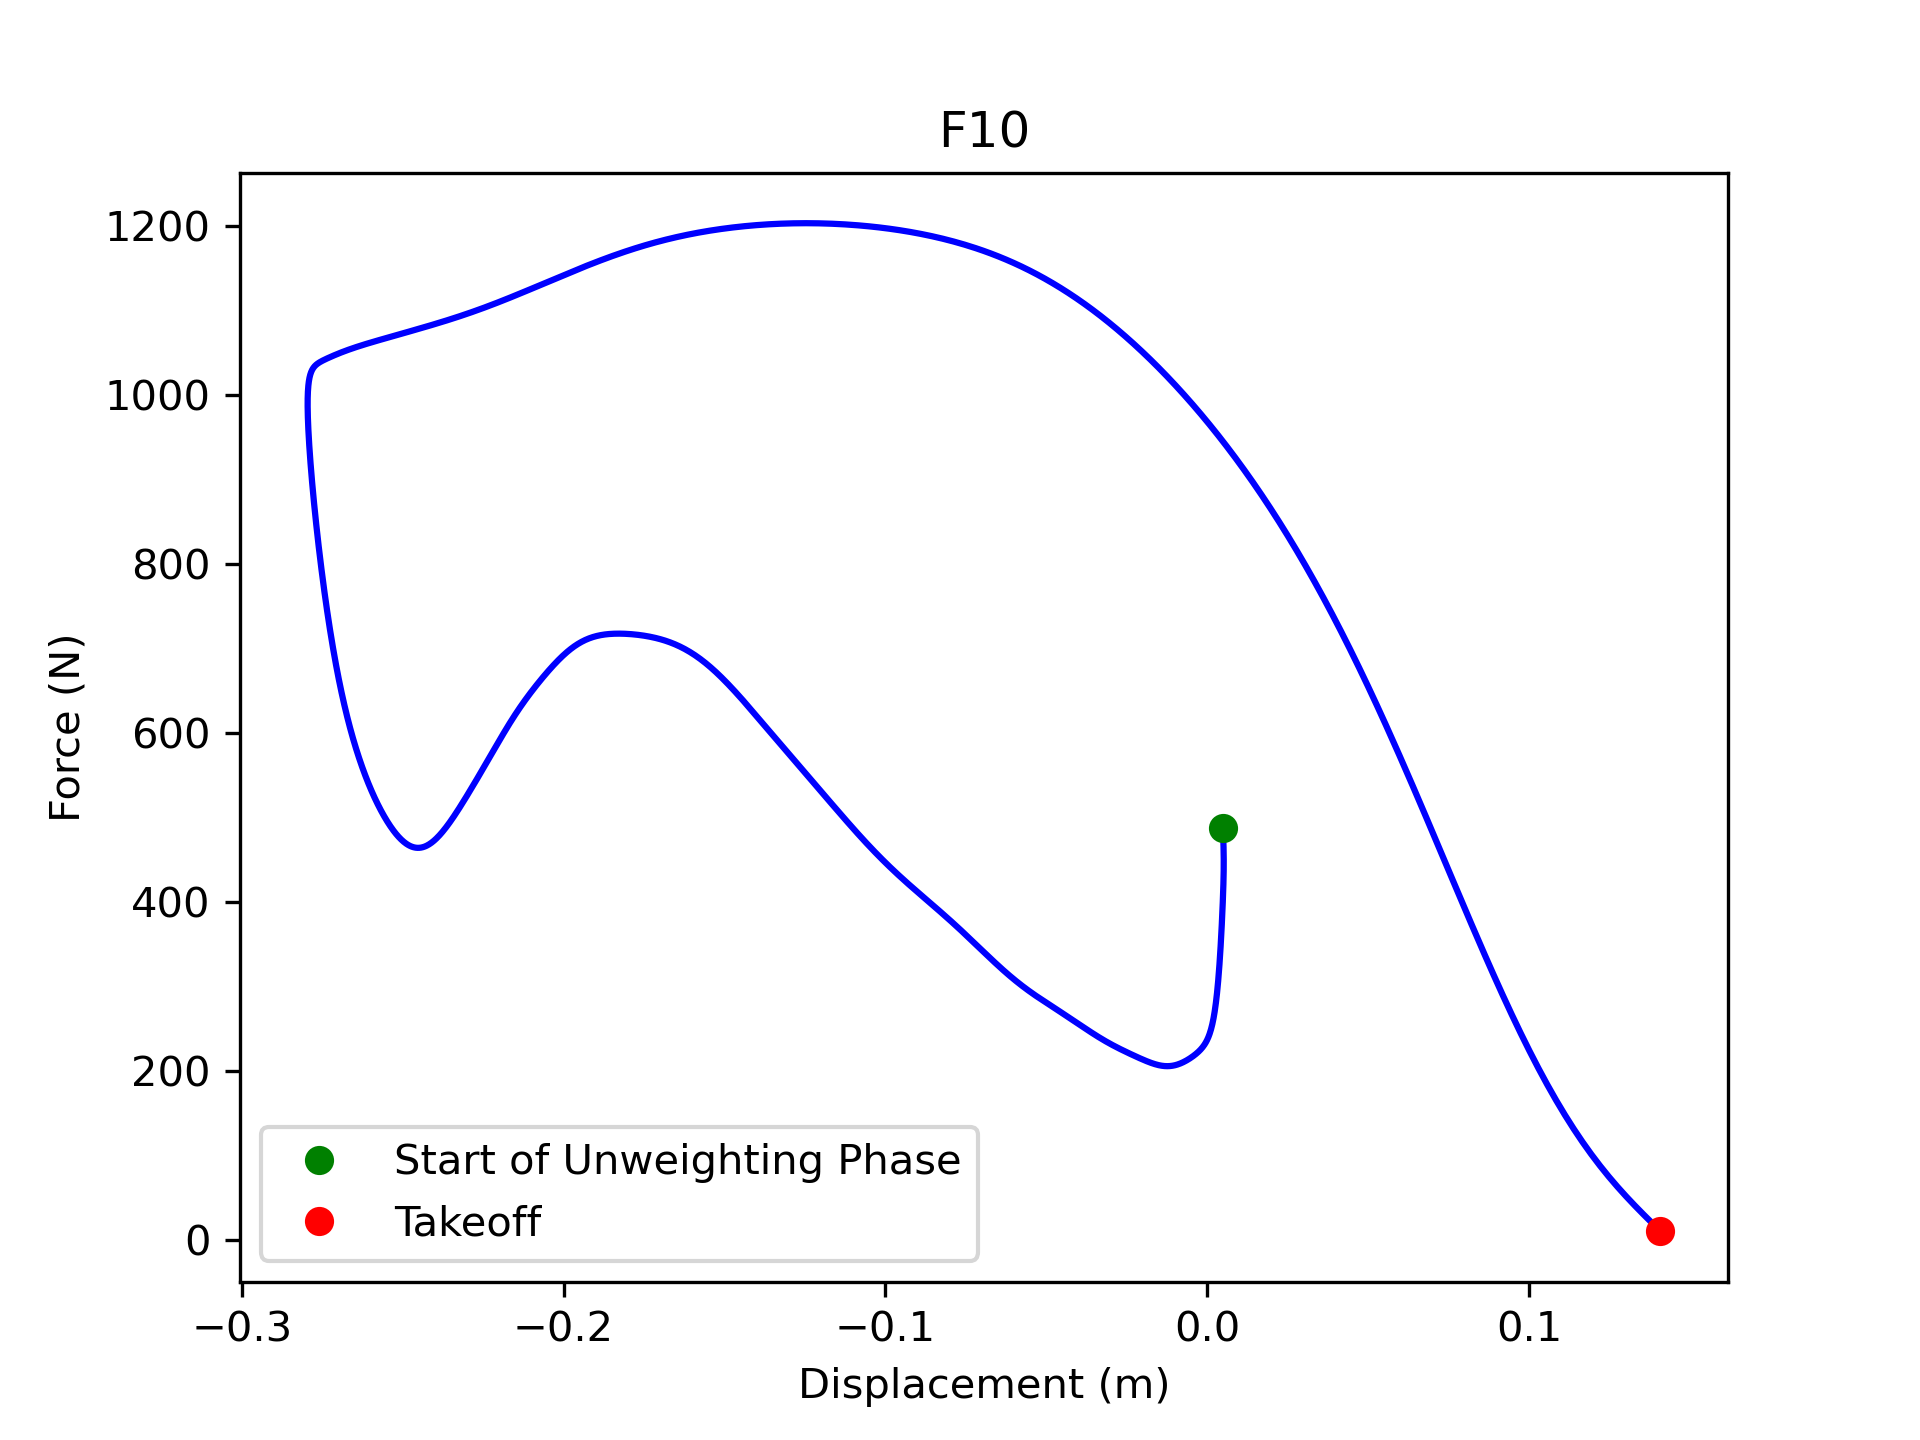 F10
1200
1000
800
600
400
200
0
Force (N)
Start of Unweighting Phase
Takeoff
−0.3 −0.2 −0.1 0.0 0.1
Displacement (m)